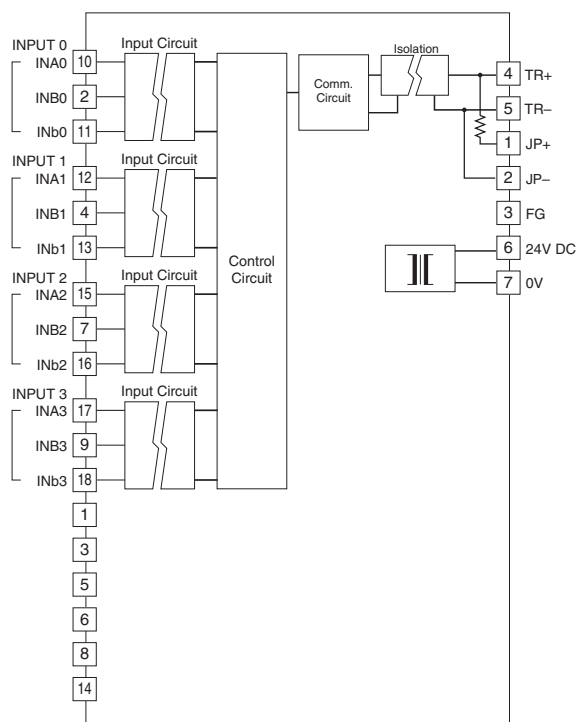 INPUT 0
Input Circuit
INA0 10
INB0 2
INb0 11
INPUT 1
Input Circuit
INA1 12
INB1 4
INb1 13
INPUT 2
Input Circuit
INA2 15
INB2 7
INb2 16
INPUT 3
Input Circuit
INA3 17
INB3 9
INb3 18
1
3
5
6
8
14
Control
Circuit
Comm.
Circuit
Isolation
4 TR+
5 TR–
1 JP+
2 JP–
3 FG
6 24V DC
7 0V